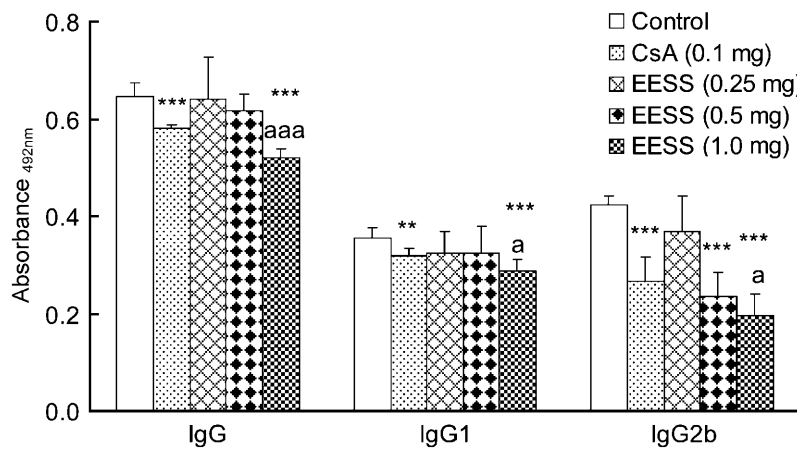 0.8
0.6
0.4
0.2
0.0
Absorbance 492nm
Control
CsA (0.1 mg)
EESS (0.25 mg)
EESS (0.5 mg)
EESS (1.0 mg)
***
***
aaa
**
***
a
***
***
***
a
IgG
IgG1
IgG2b